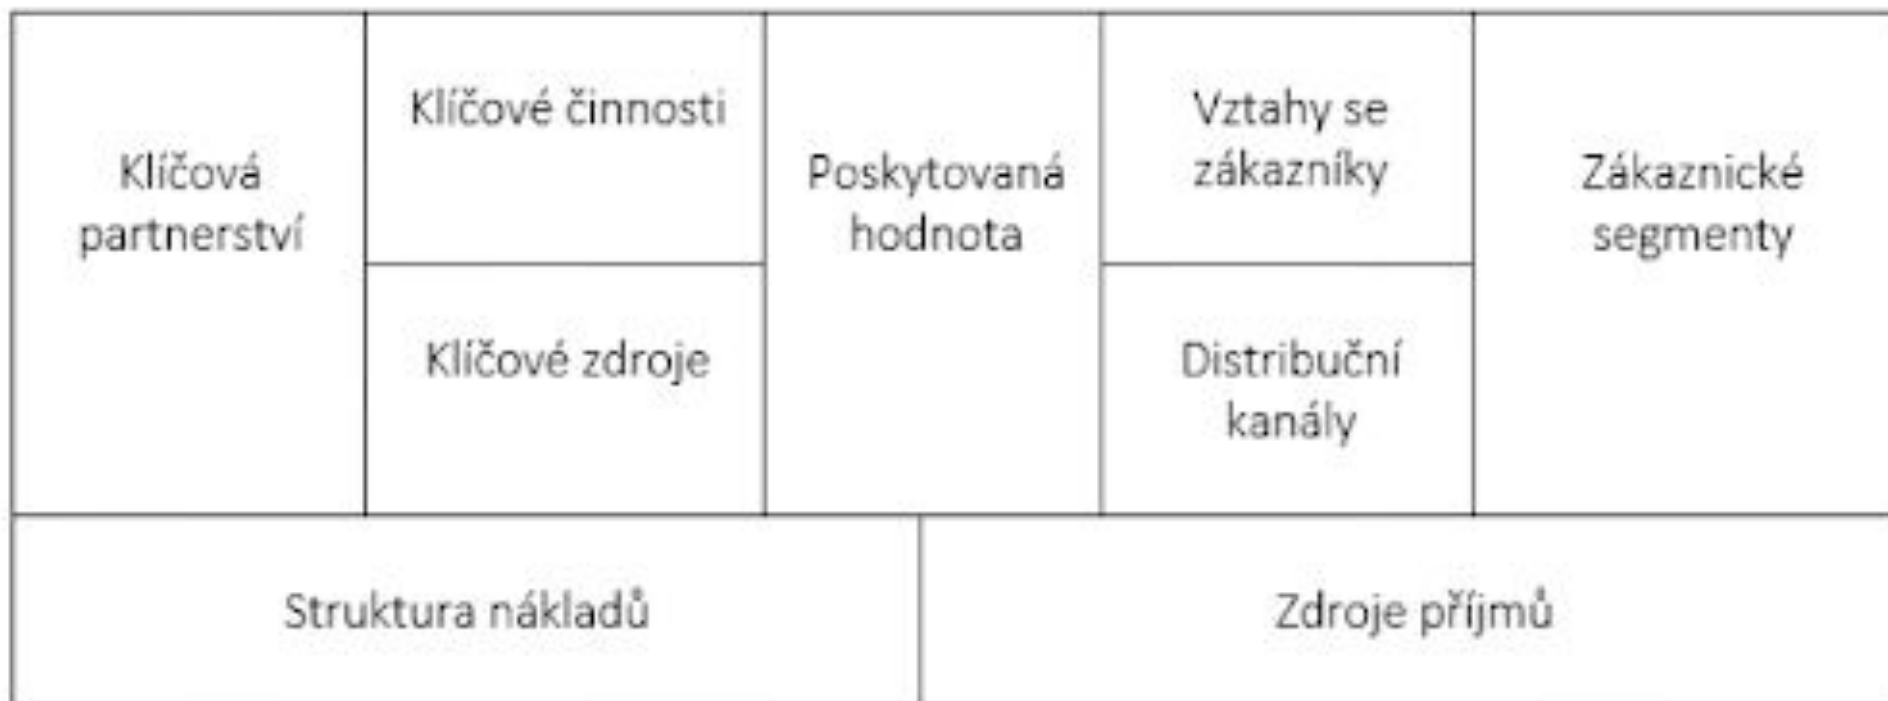 Klíčová
partnerství
Klíčové činnosti
Klíčové zdroje
Poskytovaná
hodnota
Vztahy se
zákazníky
Distribuční
kanály
Zákaznické
segmenty
Struktura nákladů
Zdroje příjmů